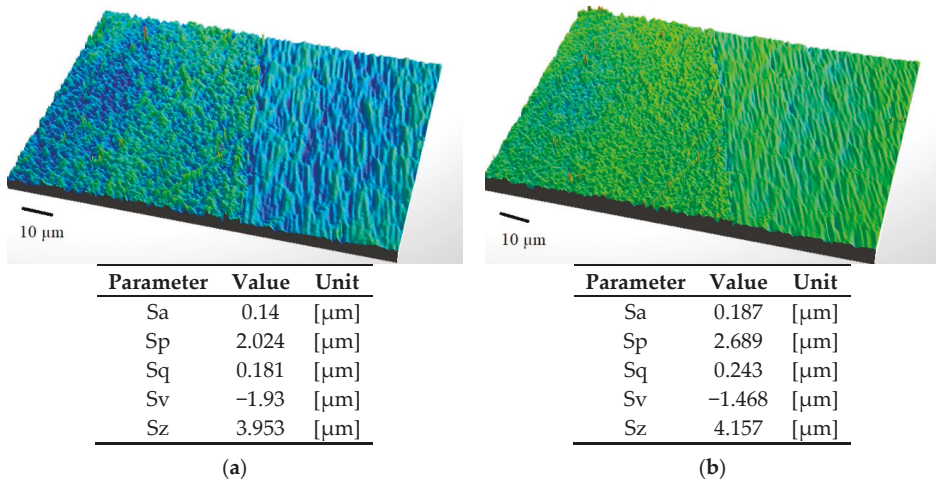 10 µm
10 µm
Parameter Value Unit
Sa 0.14 [µm]
Sp 2.024 [µm]
Sq 0.181 [µm]
Sv −1.93 [µm]
Sz 3.953 [µm]
(a)
Parameter Value Unit
Sa 0.187 [µm]
Sp 2.689 [µm]
Sq 0.243 [µm]
Sv −1.468 [µm]
Sz 4.157 [µm]
(b)